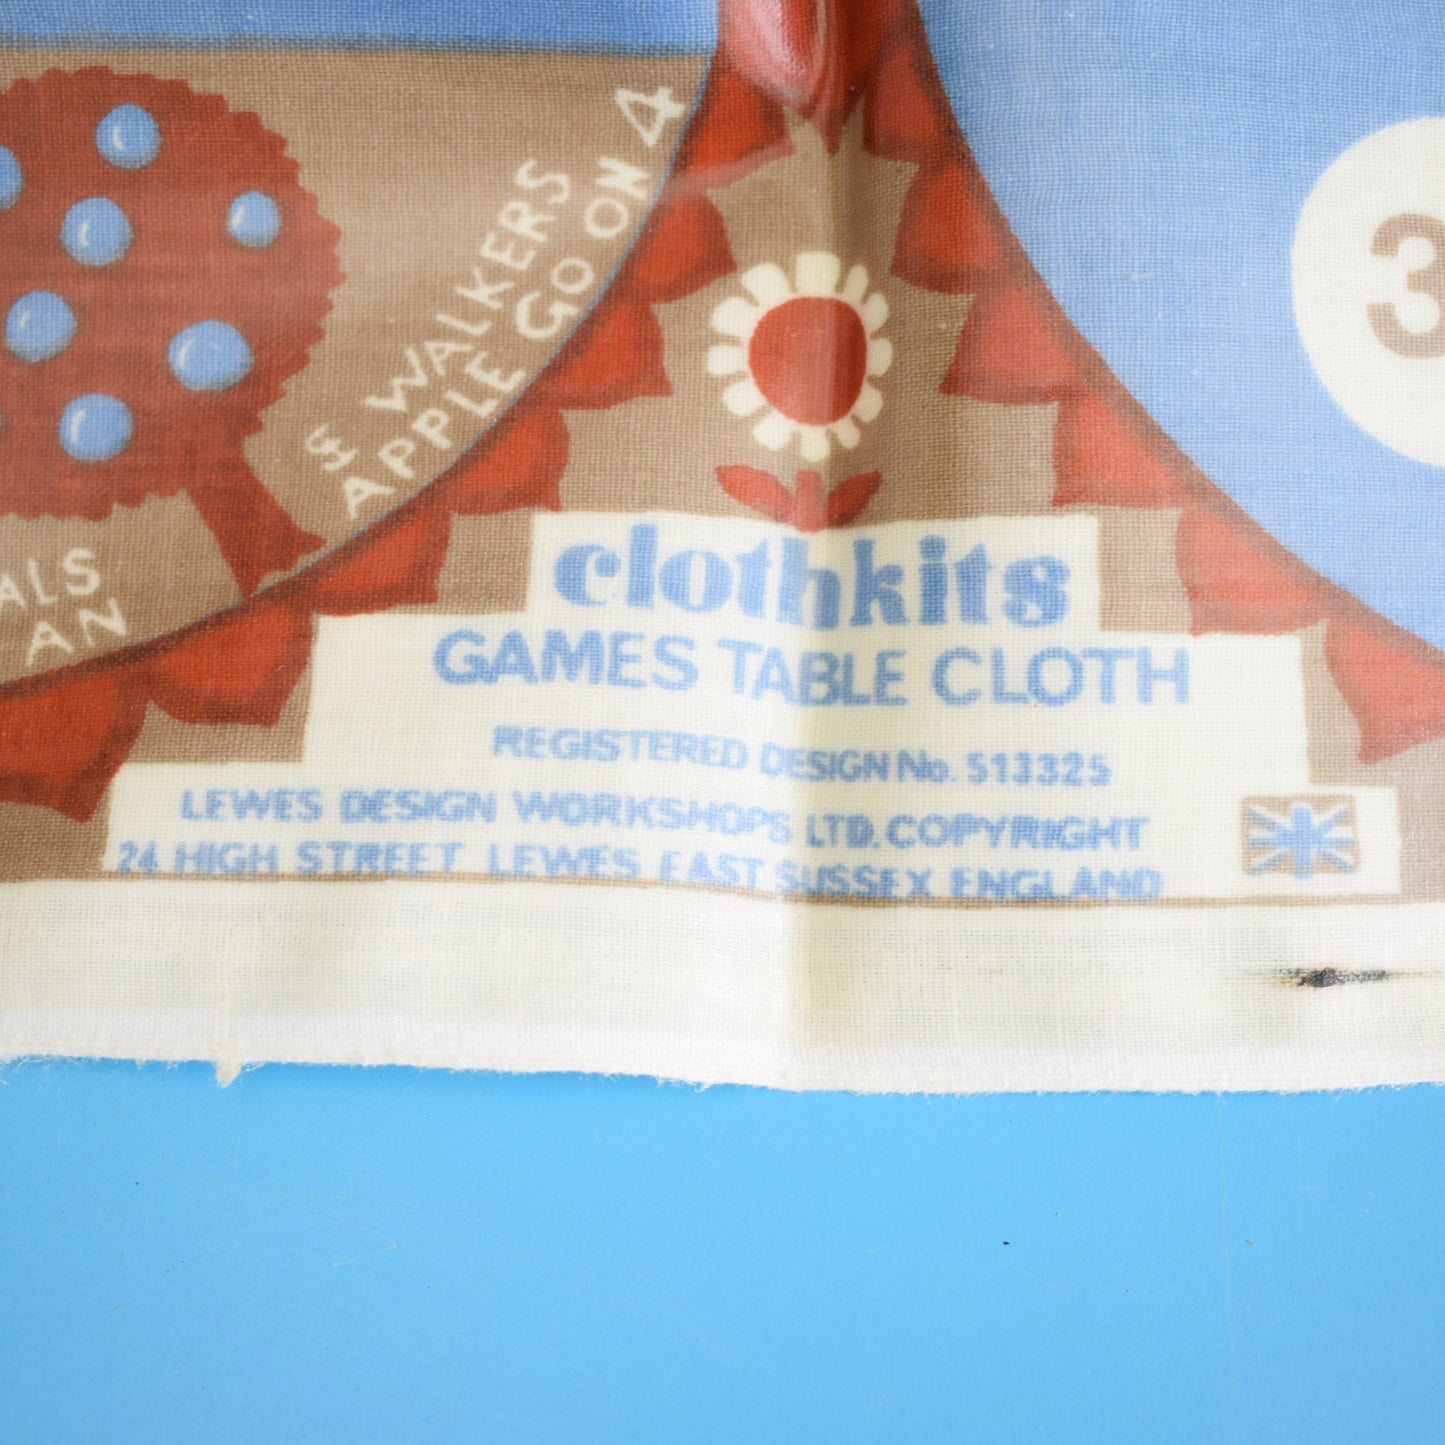 45 WALKERS
APPLE GO ON 4
ALS
AN
3
clothkits
GAMES TABLE CLOTH
REGISTERED DESIGN No. 513325
LEWES DESIGN WORKSHOPS LTD. COPYRIGHT
24 HIGH STREET LEWES EAST SUSSEX ENGLAND